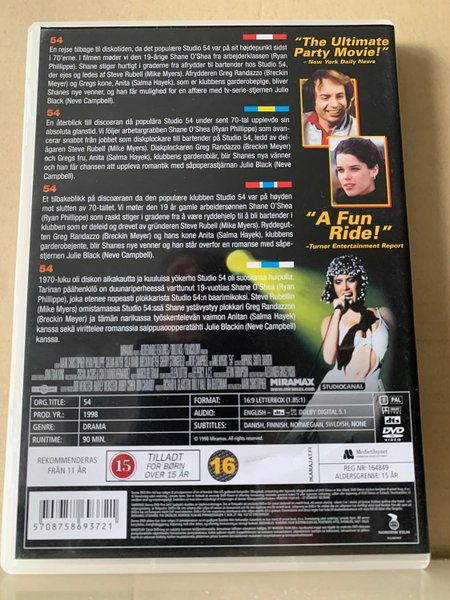 54
En rejse tilbage til diskotiden, da det populære Studio 54 var på sit højdepunkt sidst
i 70'erne. I filmen møder vi den 19-årige Shane O'Shea fra arbejderklassen (Ryan
Phillippe). Shane stiger hurtigt i graderne fra afrydder til bartender hos Studio 54,
der ejes og ledes af Steve Rubell (Mike Myers). Afrydderen Greg Randazzo (Breckin
Meyer) og Gregs kone, Anita (Salma Hayek), som er klubbens garderobepige, bliver
Shanes nye venner, og han får mulighed for en affære med tv-serie-stjernen Julie
Black (Neve Campbell).
54
En återblick till discoeran då populära Studio 54 under sent 70-tal upplevde sin
absoluta glanstid. Vi följer arbetargrabben Shane O'Shea (Ryan Phillippe) som avan-
cerar snabbt från jobbet som diskplockare till bartender på Studio 54, ledd av del-
ägaren Steve Rubell (Mike Myers). Diskplockaren Greg Randazzo (Breckin Meyer)
och Gregs fru, Anita (Salma Hayek), klubbens garderobiär, blir Shanes nya vänner
och han får chansen att uppleva romantik med såpoperastjärnan Julie Black (Neve
Campbell).
54
Et tilbakeblikk på discoæraen da den populære klubben Studio 54 var på høyden
mot slutten av 70-tallet. Vi møter den 19 år gamle arbeidersønnen Shane O'Shea
(Ryan Phillippe) som raskt stiger i gradene fra å være ryddehjelp til å bli bartender i
klubben som er deleid og drevet av gründeren Steve Rubell (Mike Myers). Ryddegut-
ten Greg Randazzo (Breckin Meyer) og hans kone Anita (Salma Hayek), klubbens
garderobejente, blir Shanes nye venner og han står overfor en romanse med såpe-
stjernen Julie Black (Neve Campbell).
54
1970-luku oli diskon aikakautta ja kuuluisa yökerho Studio 54 oli suosionsa huipulla.
Tarinan päähenkilö on duunariperheessä varttunut 19-vuotias Shane O'Shea (Ryan
Phillippe), joka etenee nopeasti plokkarista Studio 54:n baarimikoksi. Steve Rubellin
(Mike Myers) omistamassa Studio 54:ssä Shane ystävystyy plokkari Greg Randazzon
(Breckin Meyer) ja tämän narikassa työskentelevän vaimon Anitan (Salma Hayek)
kanssa sekä virittelee romanssia saippuaoopperatähti Julie Blackin (Neve Campbell)
kanssa.
"The Ultimate
Party Movie!"
– New York Daily News
"A Fun
Ride!"
–Turner Entertainment Report
MIRAMAX
STUDIOCANAL
ORG.TITLE: 54
PROD. YR.: 1998
GENRE: DRAMA
RUNTIME: 90 MIN.
FORMAT: 16:9 LETTERBOX (1.85:1)
AUDIO: ENGLISH – DOLBY DIGITAL 5.1
SUBTITLES: DANISH, FINNISH, NORWEGIAN, SWEDISH, NONE
© 1998 Miramax. All rights reserved.
PAL
DVD
VIDEO
REKOMMENDERAS
FRÅN 11 ÅR
15
TILLADT
FOR BØRN
OVER 15 ÅR
16
KARAJATFI
Medietilsynet
REG NR: 164849
ALDERSGRENSE: 15 ÅR
5708758693721
NORDISK FILM